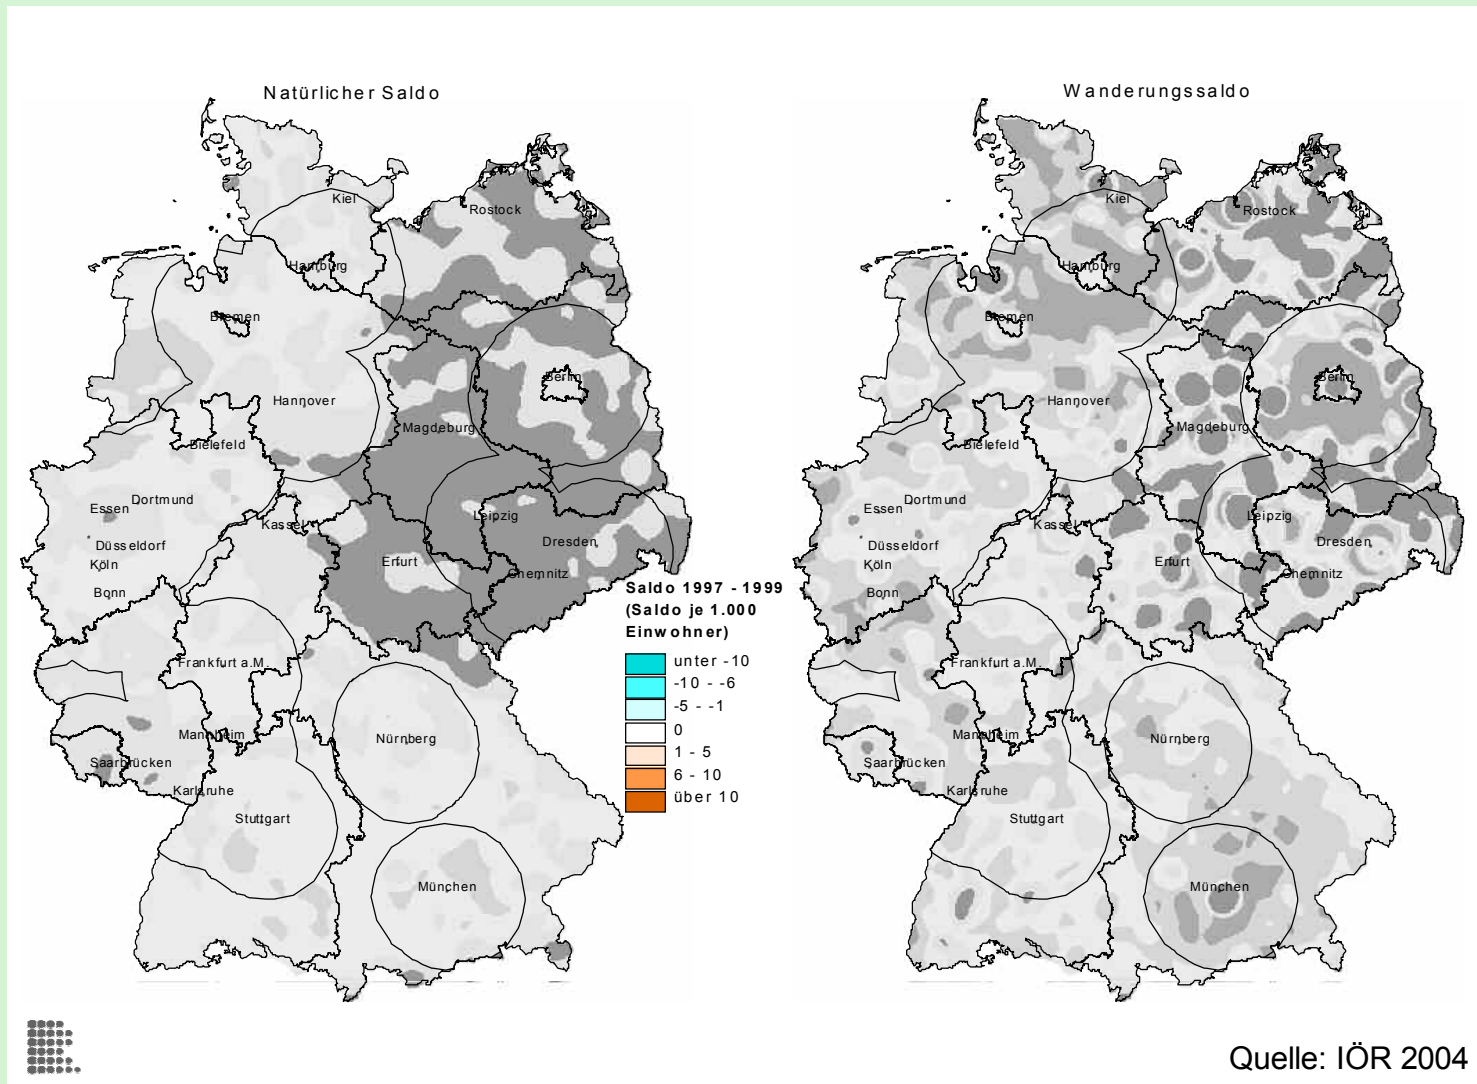 Natürlicher Saldo
Wanderungssaldo
Kiel
Rostock
Hamburg
Bremen
Berlin
Hannover
Magdeburg
Bielefeld
Dortmund
Essen
Kassel
Leipzig
Düsseldorf
Dresden
Köln
Erfurt
Chemnitz
Bonn
Frankfurt a.M.
Mannheim
Nürnberg
Saarbrücken
Karlsruhe
Stuttgart
München
Saldo 1997 - 1999
(Saldo je 1.000
Einwohner)
unter -10
-10 - -6
-5 - -1
0
1 - 5
6 - 10
über 10
Kiel
Rostock
Hamburg
Bremen
Berlin
Hannover
Magdeburg
Bielefeld
Dortmund
Essen
Kassel
Leipzig
Düsseldorf
Dresden
Köln
Erfurt
Chemnitz
Bonn
Frankfurt a.M.
Mannheim
Nürnberg
Saarbrücken
Karlsruhe
Stuttgart
München
Quelle: IÖR 2004